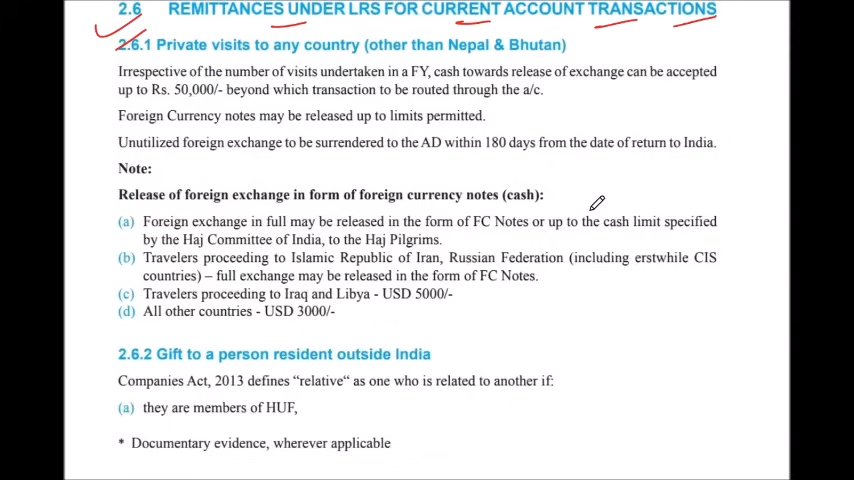 2.6 REMITTANCES UNDER LRS FOR CURRENT ACCOUNT TRANSACTIONS
2.6.1 Private visits to any country (other than Nepal & Bhutan)
Irrespective of the number of visits undertaken in a FY, cash towards release of exchange can be accepted
up to Rs. 50,000/- beyond which transaction to be routed through the a/c.
Foreign Currency notes may be released up to limits permitted.
Unutilized foreign exchange to be surrendered to the AD within 180 days from the date of return to India.
Note:
Release of foreign exchange in form of foreign currency notes (cash):
(a) Foreign exchange in full may be released in the form of FC Notes or up to the cash limit specified
by the Haj Committee of India, to the Haj Pilgrims.
(b) Travelers proceeding to Islamic Republic of Iran, Russian Federation (including erstwhile CIS
countries) – full exchange may be released in the form of FC Notes.
(c) Travelers proceeding to Iraq and Libya - USD 5000/-
(d) All other countries - USD 3000/-
2.6.2 Gift to a person resident outside India
Companies Act, 2013 defines “relative“ as one who is related to another if:
(a) they are members of HUF,
* Documentary evidence, wherever applicable